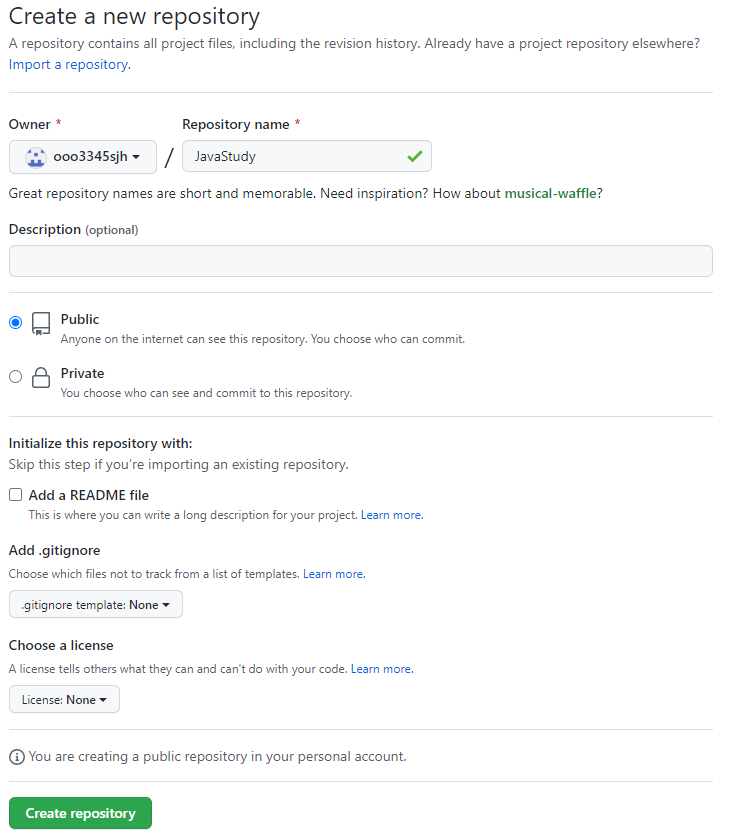 Create a new repository
A repository contains all project files, including the revision history. Already have a project repository elsewhere?
Import a repository.
Owner *
Repository name *
ooo3345sjh
/
JavaStudy
Great repository names are short and memorable. Need inspiration? How about musical-waffle?
Description (optional)
Public
Anyone on the internet can see this repository. You choose who can commit.
Private
You choose who can see and commit to this repository.
Initialize this repository with:
Skip this step if you’re importing an existing repository.
Add a README file
This is where you can write a long description for your project. Learn more.
Add .gitignore
Choose which files not to track from a list of templates. Learn more.
.gitignore template: None
Choose a license
A license tells others what they can and can't do with your code. Learn more.
License: None
You are creating a public repository in your personal account.
Create repository